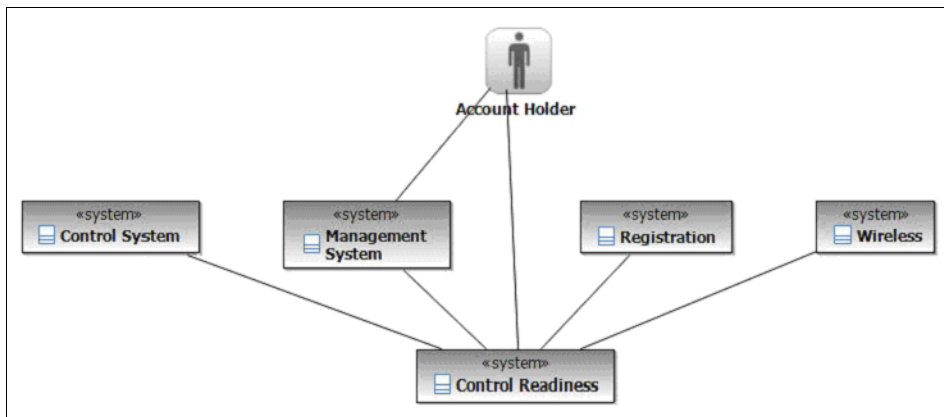 Account Holder
«system»
Control System
«system»
Management
System
«system»
Registration
«system»
Wireless
«system»
Control Readiness